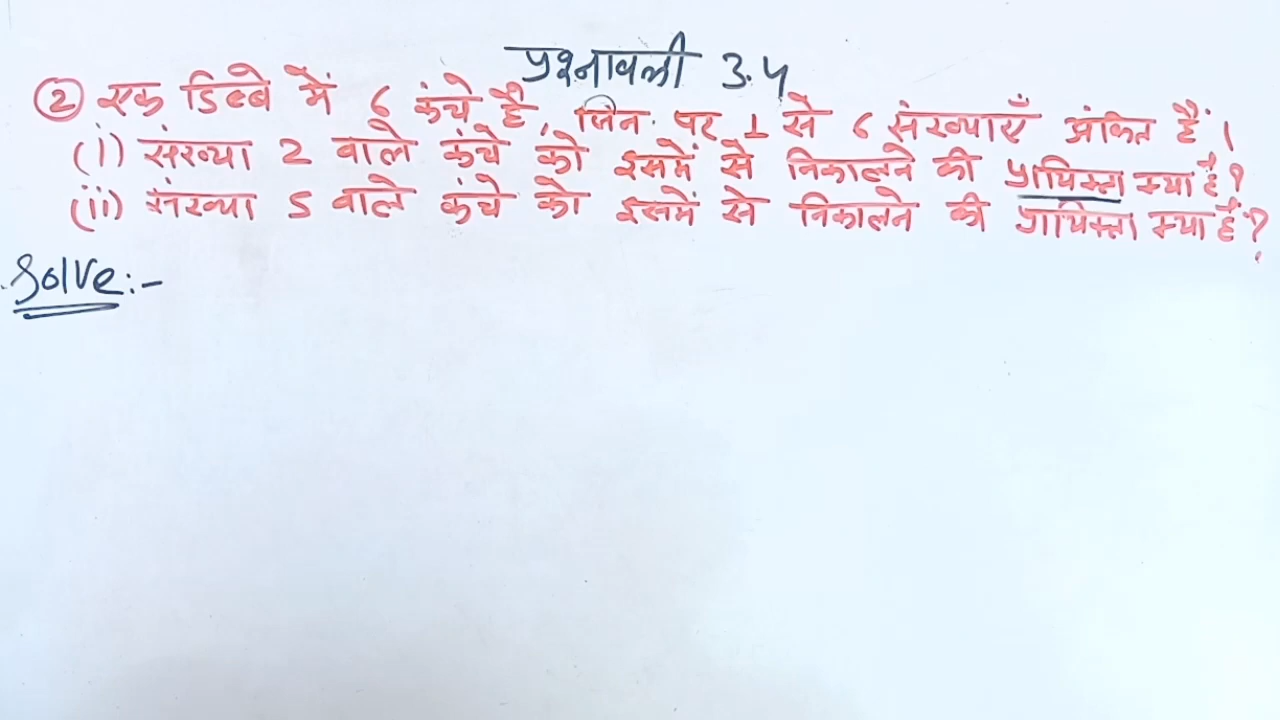 प्रश्नावली 3.4
② एक डिब्बे में 6 कंचे है, जिन पर 1 से 6 संख्याएँ अंकित हैं।
(i) संख्या 2 वाले कंचे को इसमें से निकालने की प्रायिकता क्या है?
(ii) संख्या 5 वाले कंचे को इसमें से निकालने की प्रायिकता क्या है?
Solve:-